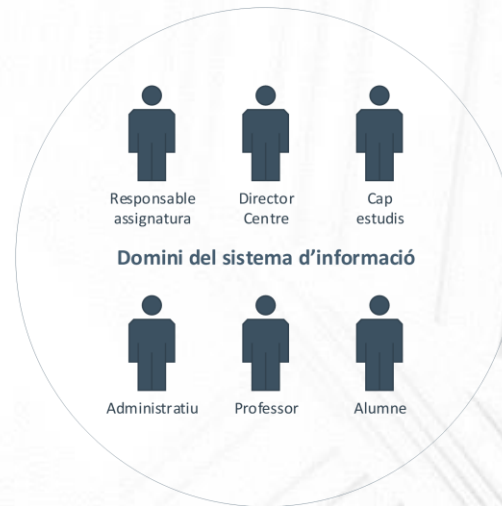 Responsable
assignatura
Director
Centre
Cap
estudis
Domini del sistema d'informació
Administratiu
Professor
Alumne